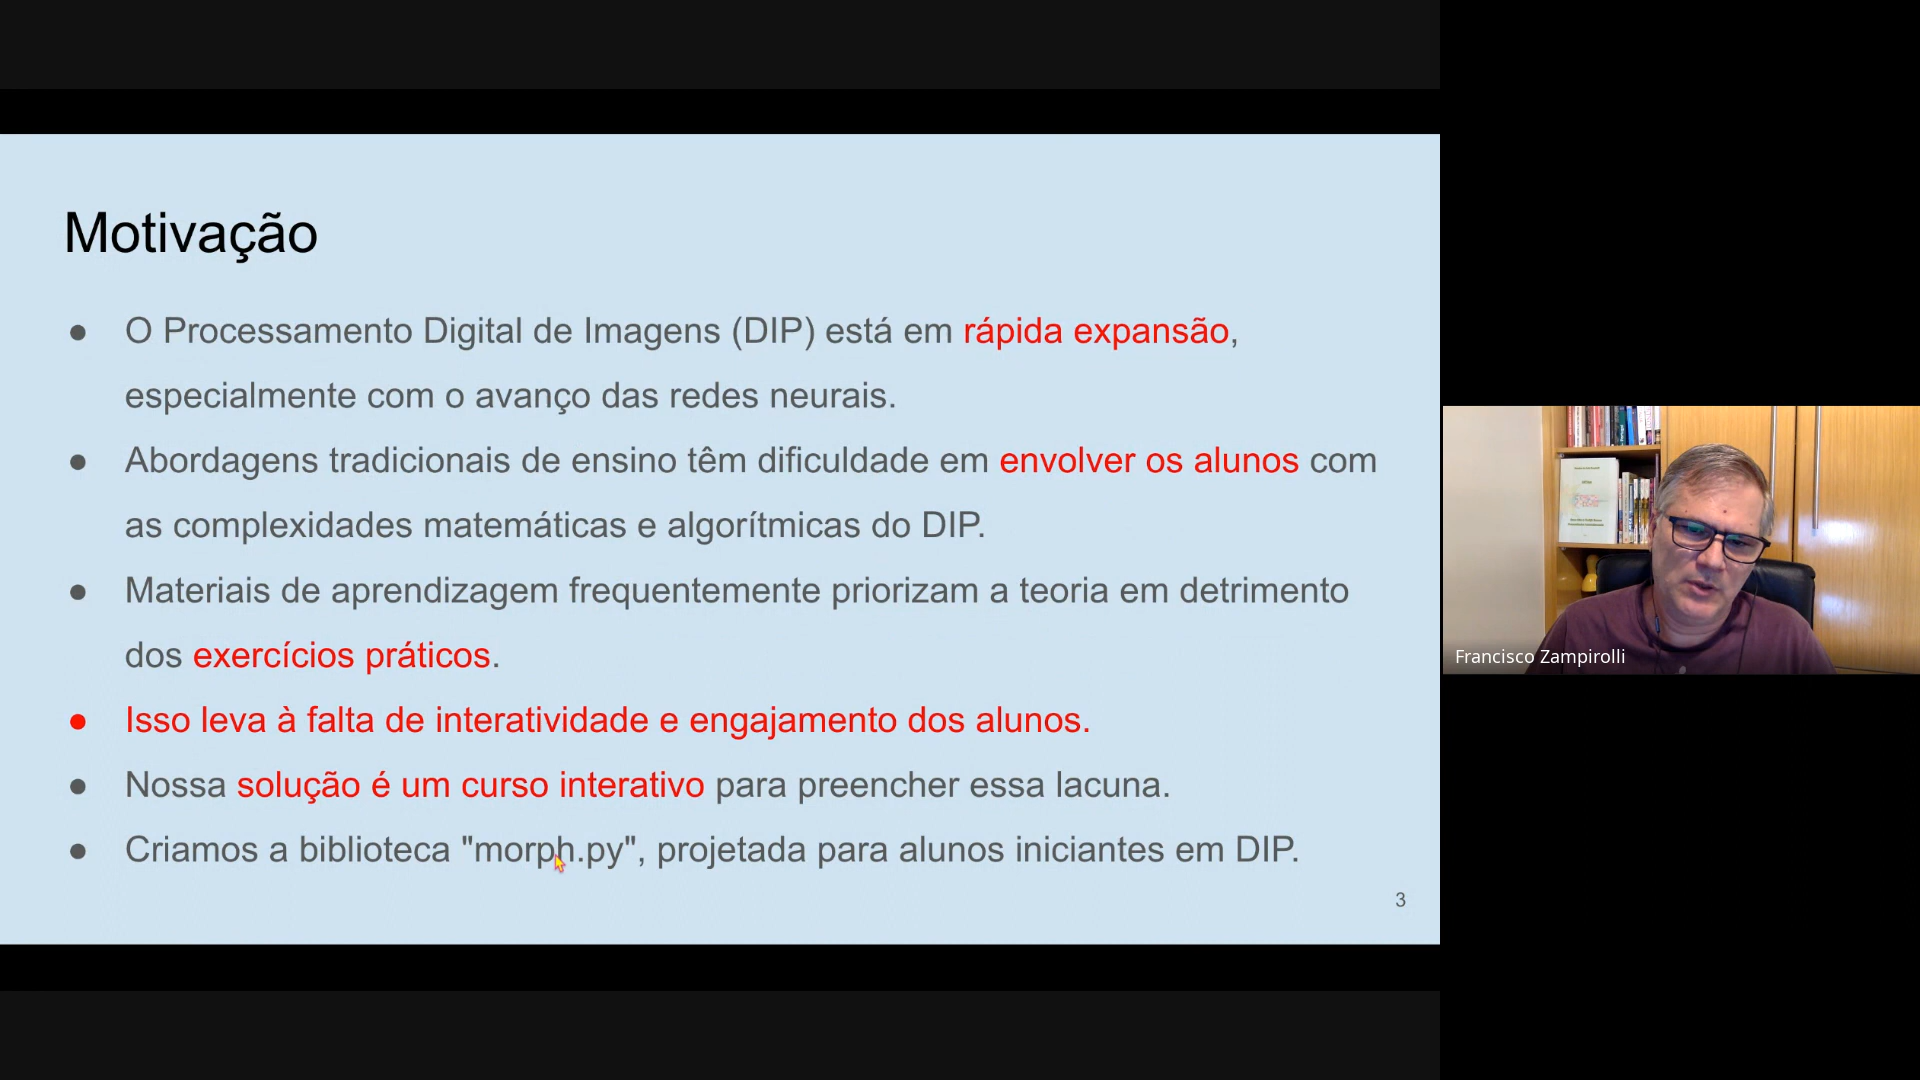 Motivação
● O Processamento Digital de Imagens (DIP) está em rápida expansão,
especialmente com o avanço das redes neurais.
● Abordagens tradicionais de ensino têm dificuldade em envolver os alunos com
as complexidades matemáticas e algorítmicas do DIP.
● Materiais de aprendizagem frequentemente priorizam a teoria em detrimento
dos exercícios práticos.
● Isso leva à falta de interatividade e engajamento dos alunos.
● Nossa solução é um curso interativo para preencher essa lacuna.
● Criamos a biblioteca "morph.py", projetada para alunos iniciantes em DIP.
3
Francisco Zampirolli